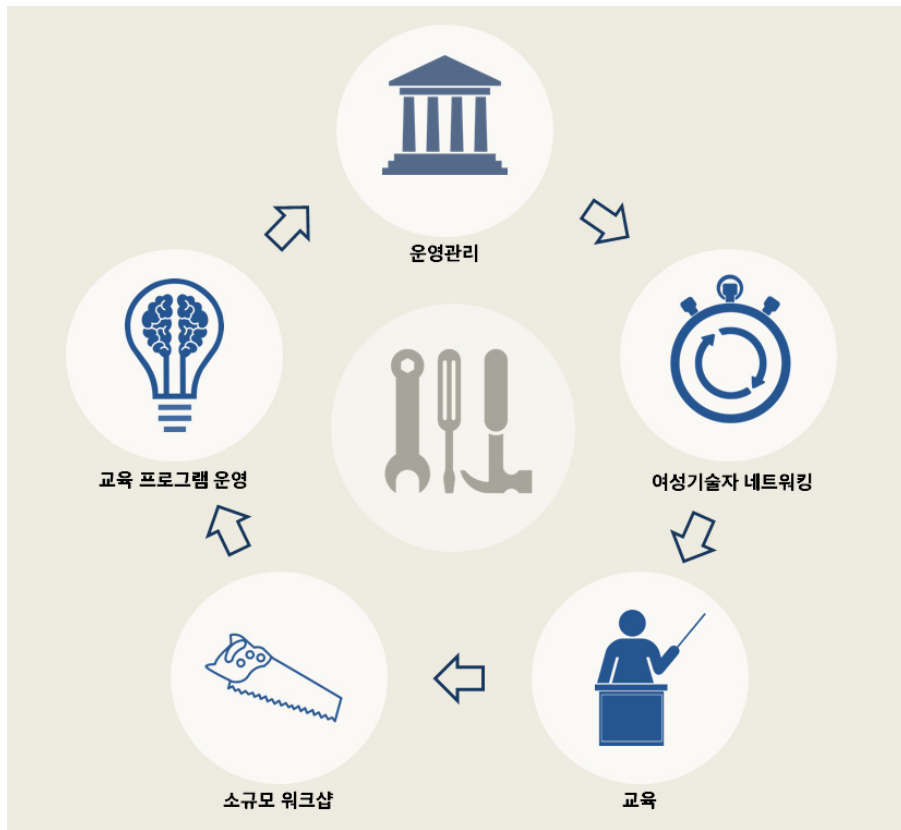 운영관리
교육 프로그램 운영
여성기술자 네트워킹
소규모 워크샵
교육